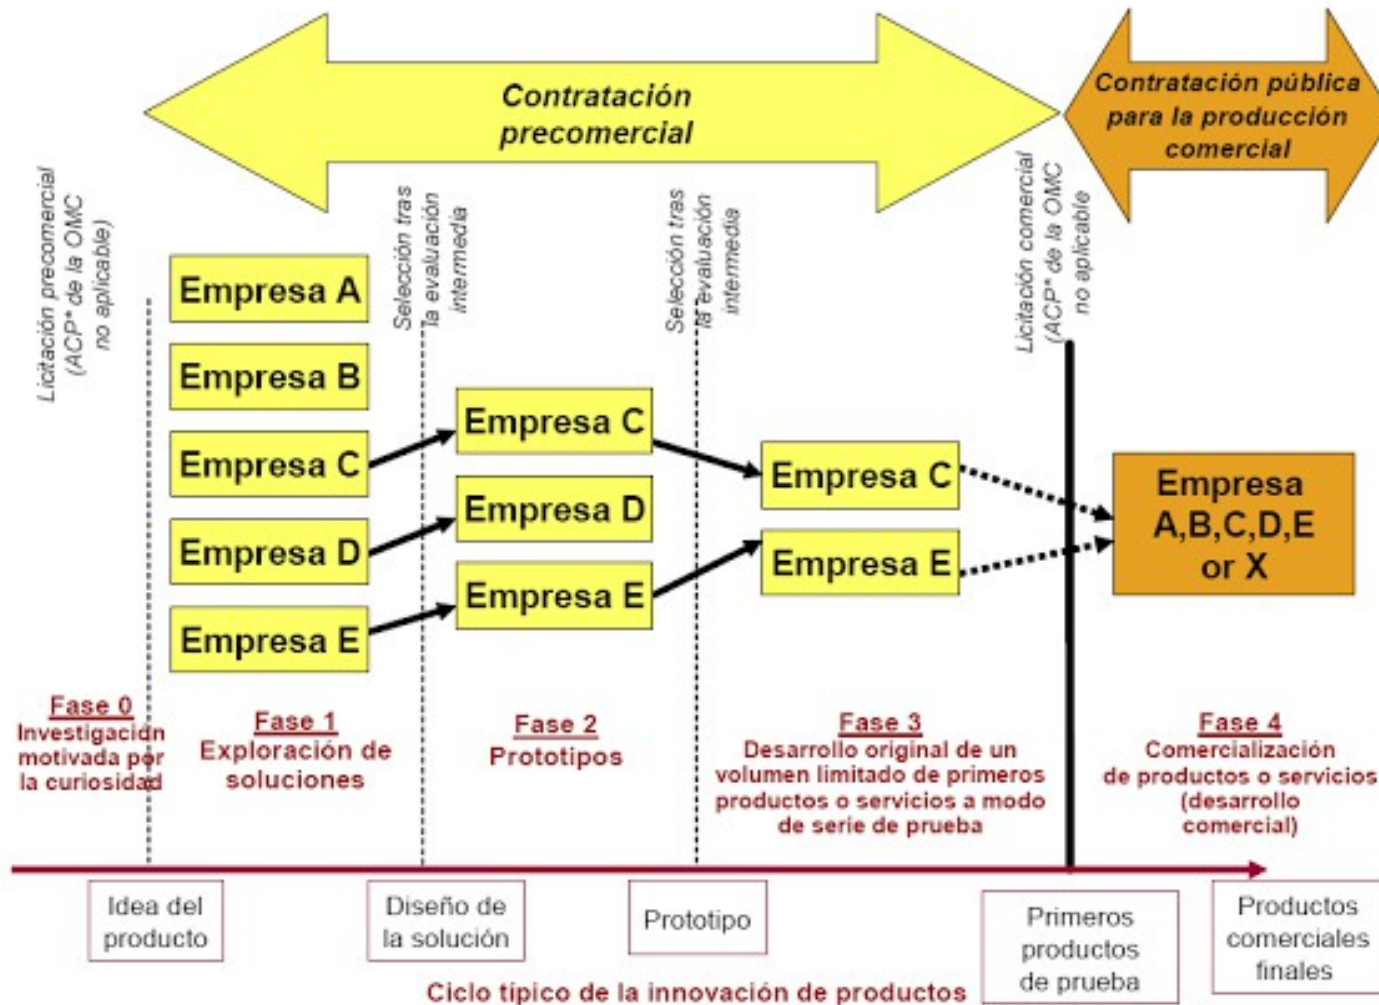 Contratación
precomercial
Contratación pública
para la producción
comercial
Licitación precomercial
(ACP* de la OMC
no aplicable)
Selección tras
la evaluación
intermedia
Selección tras
la evaluación
intermedia
Licitación comercial
(ACP* de la OMC
no aplicable
Empresa A
Empresa B
Empresa C
Empresa D
Empresa E
Empresa C
Empresa D
Empresa E
Empresa C
Empresa E
Empresa
A,B,C,D,E
or X
Fase 0
Investigación
motivada por
la curiosidad
Fase 1
Exploración de
soluciones
Fase 2
Prototipos
Fase 3
Desarrollo original de un
volumen limitado de primeros
productos o servicios a modo
de serie de prueba
Fase 4
Comercialización
de productos o servicios
(desarrollo
comercial)
Idea del
producto
Diseño de
la solución
Prototipo
Primeros
productos
de prueba
Productos
comerciales
finales
Ciclo típico de la innovación de productos